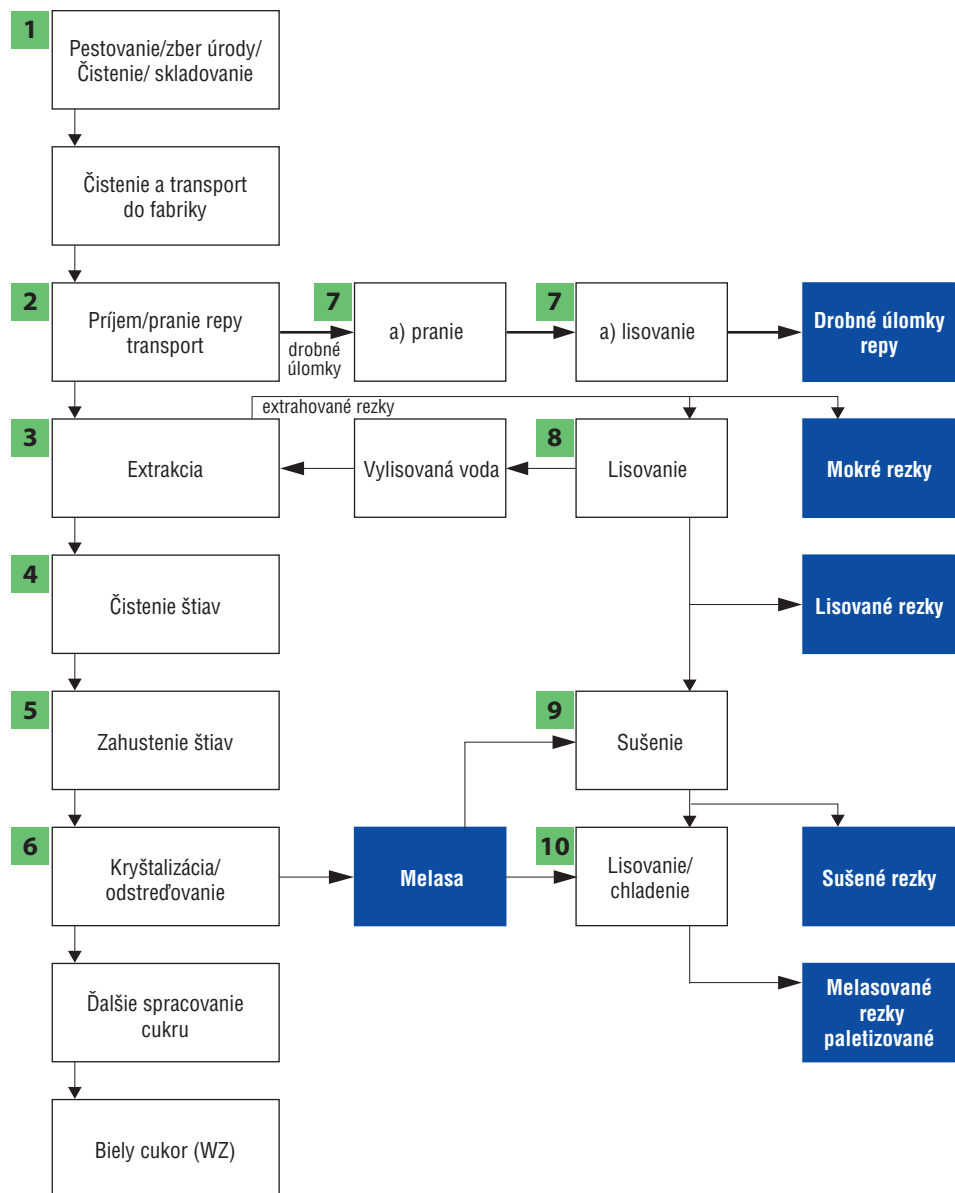 1
Pestovanie/zber úrody/
Čistenie/ skladovanie
Čistenie a transport
do fabriky
2
Príjem/pranie repy
transport
drobné
úlomky
7
a) pranie
7
a) lisovanie
Drobné úlomky
repy
extrahované rezky
3
Extrakcia
Vylisovaná voda
8
Lisovanie
Mokré rezky
4
Čistenie štiav
Lisované rezky
5
Zahustenie štiav
9
Sušenie
6
Kryštalizácia/
odstreďovanie
Melasa
10
Lisovanie/
chladenie
Sušené rezky
Ďalšie spracovanie
cukru
Melasované
rezky
paletizované
Biely cukor (WZ)